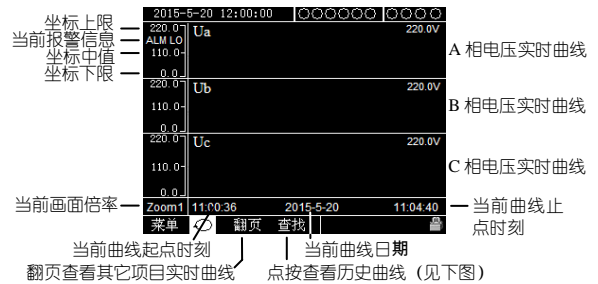 2015-5-20 12:00:00
坐标上限
当前报警信息
坐标中值
坐标下限
220.0
ALM LO
110.0
0.0
Ua
220.0V
A 相电压实时曲线
220.0
110.0
0.0
Ub
220.0V
B 相电压实时曲线
220.0
110.0
0.0
Uc
220.0V
C 相电压实时曲线
当前画面倍率
Zoom1 11:00:36 2015-5-20 11:04:40
当前曲线止
点时刻
菜单 翻页 查找
当前曲线起点时刻 当前曲线日期
翻页查看其它项目实时曲线 点按查看历史曲线 (见下图)